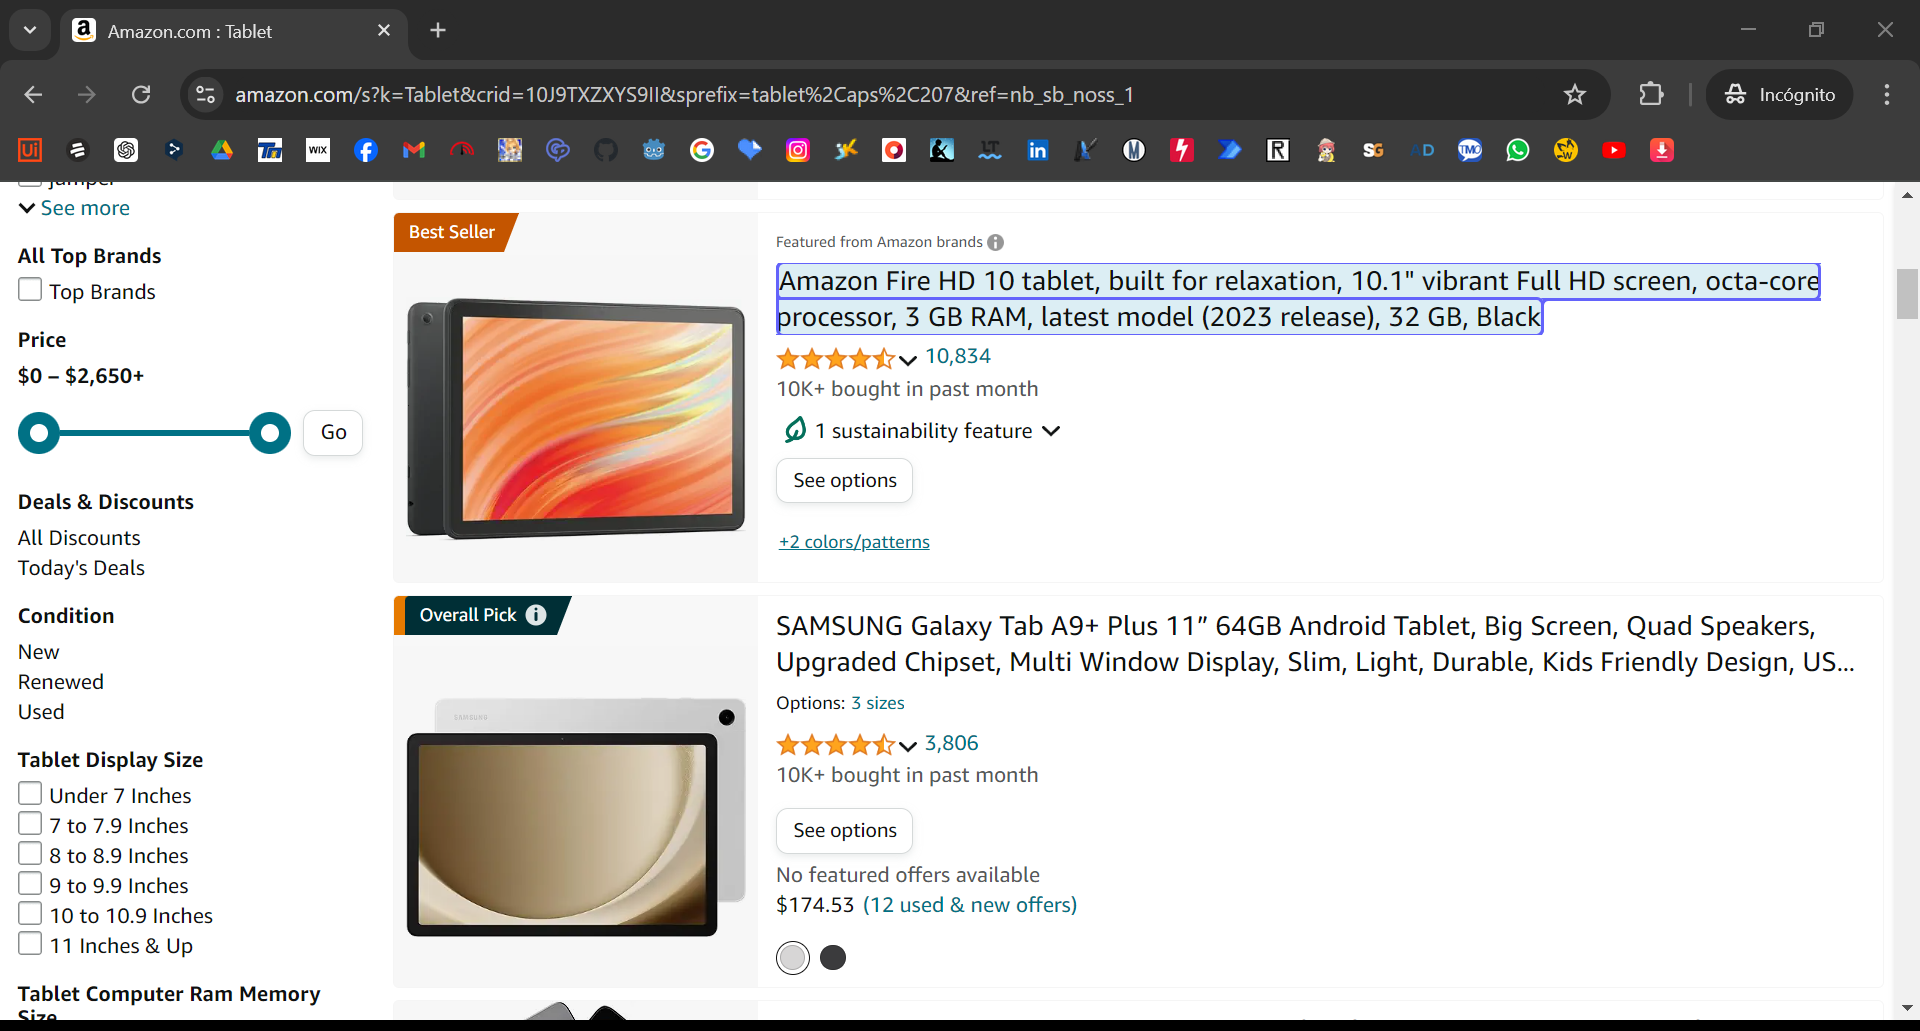 Amazon.com : Tablet
amazon.com/s?k=Tablet&crid=10J9TXZXYS9II&sprefix=tablet%2Caps%2C207&ref=nb_sb_noss_1
Incógnito
Ui
Tm
WiX
in
M
R
SG
D
TMO
jumper
See more
All Top Brands
Top Brands
Price
$0 – $2,650+
Go
Deals & Discounts
All Discounts
Today's Deals
Condition
New
Renewed
Used
Tablet Display Size
Under 7 Inches
7 to 7.9 Inches
8 to 8.9 Inches
9 to 9.9 Inches
10 to 10.9 Inches
11 Inches & Up
Tablet Computer Ram Memory
Size
Best Seller
Featured from Amazon brands
Amazon Fire HD 10 tablet, built for relaxation, 10.1" vibrant Full HD screen, octa-core
processor, 3 GB RAM, latest model (2023 release), 32 GB, Black
10,834
10K+ bought in past month
1 sustainability feature
See options
+2 colors/patterns
Overall Pick
SAMSUNG
SAMSUNG Galaxy Tab A9+ Plus 11” 64GB Android Tablet, Big Screen, Quad Speakers,
Upgraded Chipset, Multi Window Display, Slim, Light, Durable, Kids Friendly Design, US...
Options: 3 sizes
3,806
10K+ bought in past month
See options
No featured offers available
$174.53 (12 used & new offers)